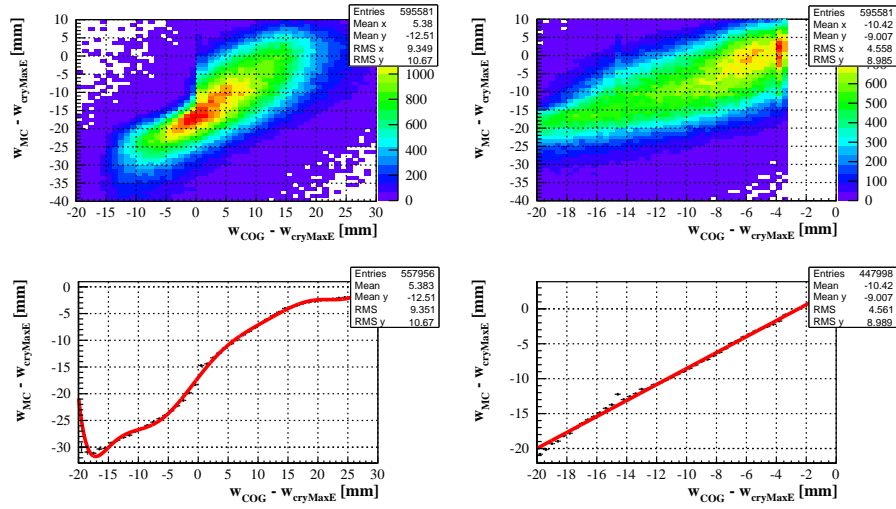 Entries 595581
Mean x 5.38
Mean y -12.51
RMS x 9.349
RMS y 10.67
w_MC - w_cryMaxE [mm]
10
5
0
-5
-10
-15
-20
-25
-30
-35
-40
-20 -15 -10 -5 0 5 10 15 20 25 30
w_COG - w_cryMaxE [mm]
1000
800
600
400
200
0
Entries 595581
Mean x -10.42
Mean y -9.007
RMS x 4.558
RMS y 8.985
w_MC - w_cryMaxE [mm]
10
5
0
-5
-10
-15
-20
-25
-30
-35
40
-20 -18 -16 -14 -12 -10 -8 -6 -4 -2 0
w_COG - w_cryMaxE [mm]
600
500
400
300
200
100
0
Entries 557956
Mean 5.383
Mean y -12.51
RMS 9.351
RMS y 10.67
w_MC - w_cryMaxE [mm]
0
-5
-10
-15
-20
-25
-30
-20 -15 -10 -5 0 5 10 15 20 25 30
w_COG - w_cryMaxE [mm]
Entries 447998
Mean -10.42
Mean y -9.007
RMS 4.561
RMS y 8.989
w_MC - w_cryMaxE [mm]
0
-5
-10
-15
-20
-20 -18 -16 -14 -12 -10 -8 -6 -4 -2 0
w_COG - w_cryMaxE [mm]